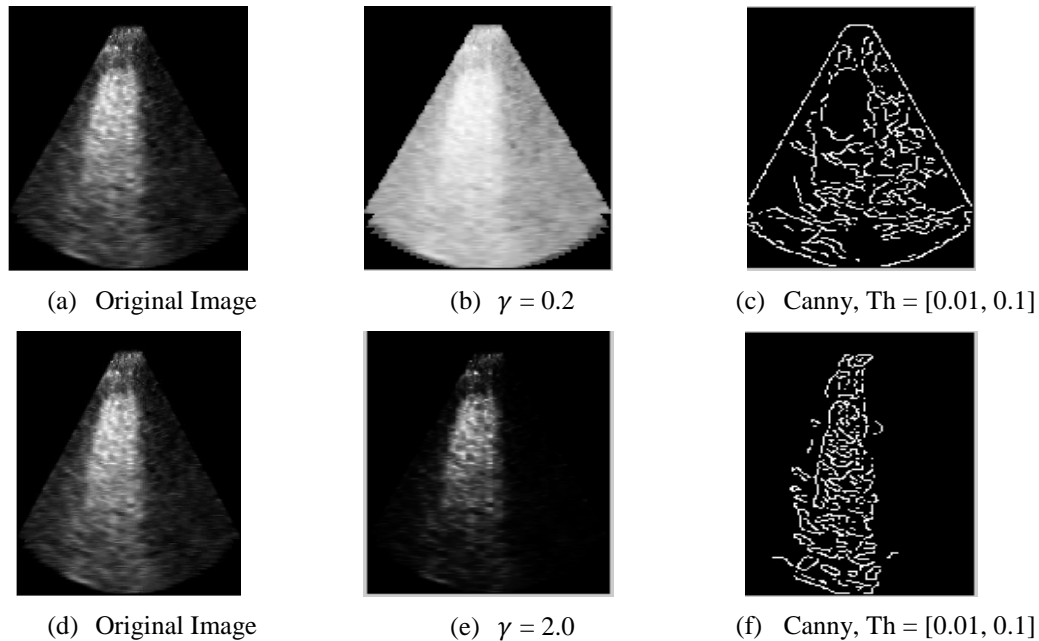 (a) Original Image
(b) γ = 0.2
(c) Canny, Th = [0.01, 0.1]
(d) Original Image
(e) γ = 2.0
(f) Canny, Th = [0.01, 0.1]